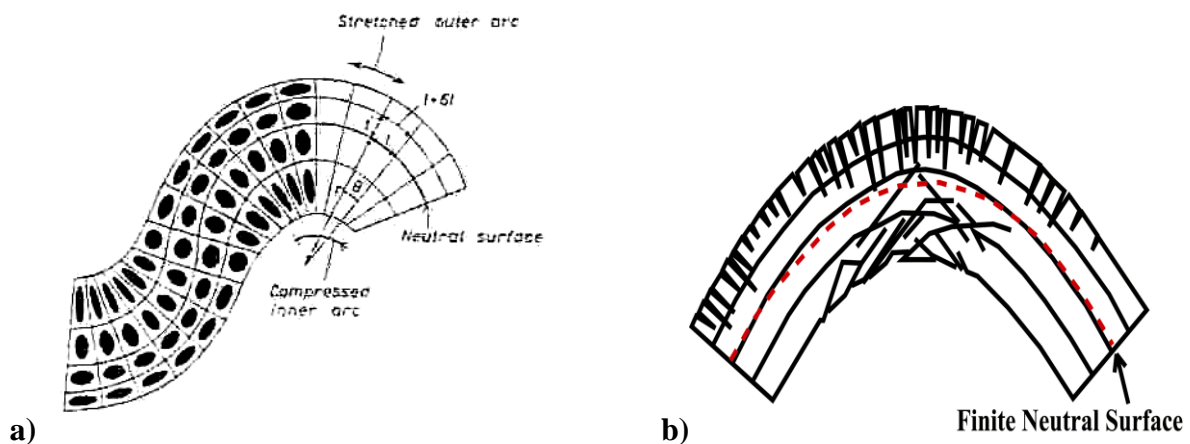 Stretched outer arc
l+δl
l
r
θ
Neutral surface
Compressed
inner arc
a)
b)
Finite Neutral Surface